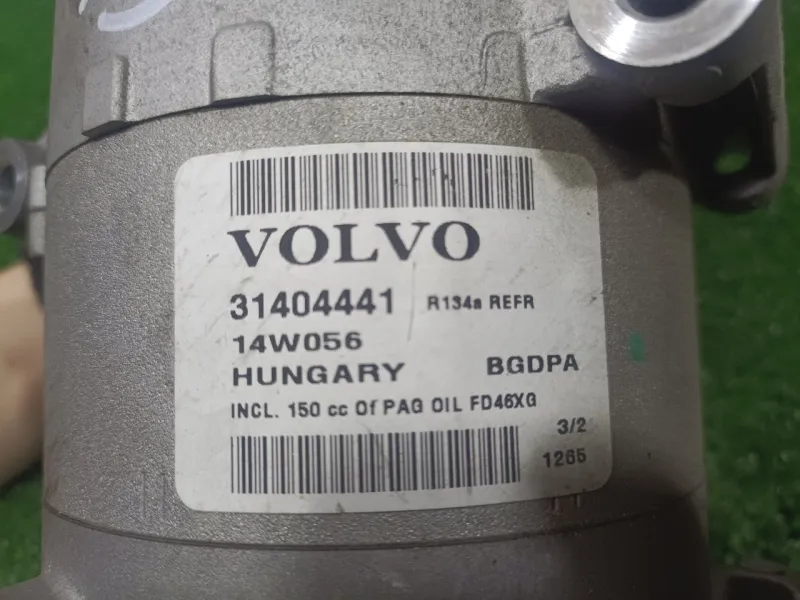 VOLVO
31404441 R134a REFR
14W056
HUNGARY BGDPA
INCL. 150 cc Of PAG OIL FD46XG
3/2
1265